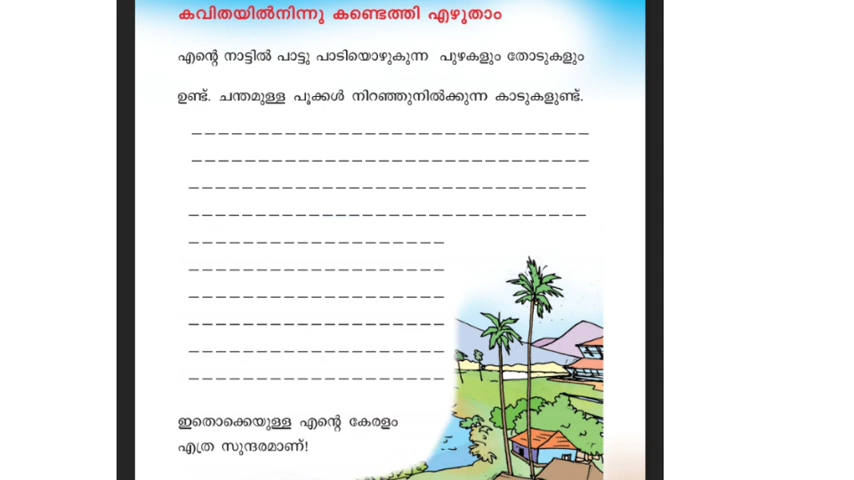 കവിതയിൽനിന്നു കണ്ടെത്തി എഴുതാം
എന്റെ നാട്ടിൽ പാട്ടു പാടിയൊഴുകുന്ന പുഴകളും തോടുകളും
ഉണ്ട്. ചന്തമുള്ള പൂക്കൾ നിറഞ്ഞുനിൽക്കുന്ന കാടുകളുണ്ട്.
ഇതൊക്കെയുള്ള എന്റെ കേരളം
എത്ര സുന്ദരമാണ്!